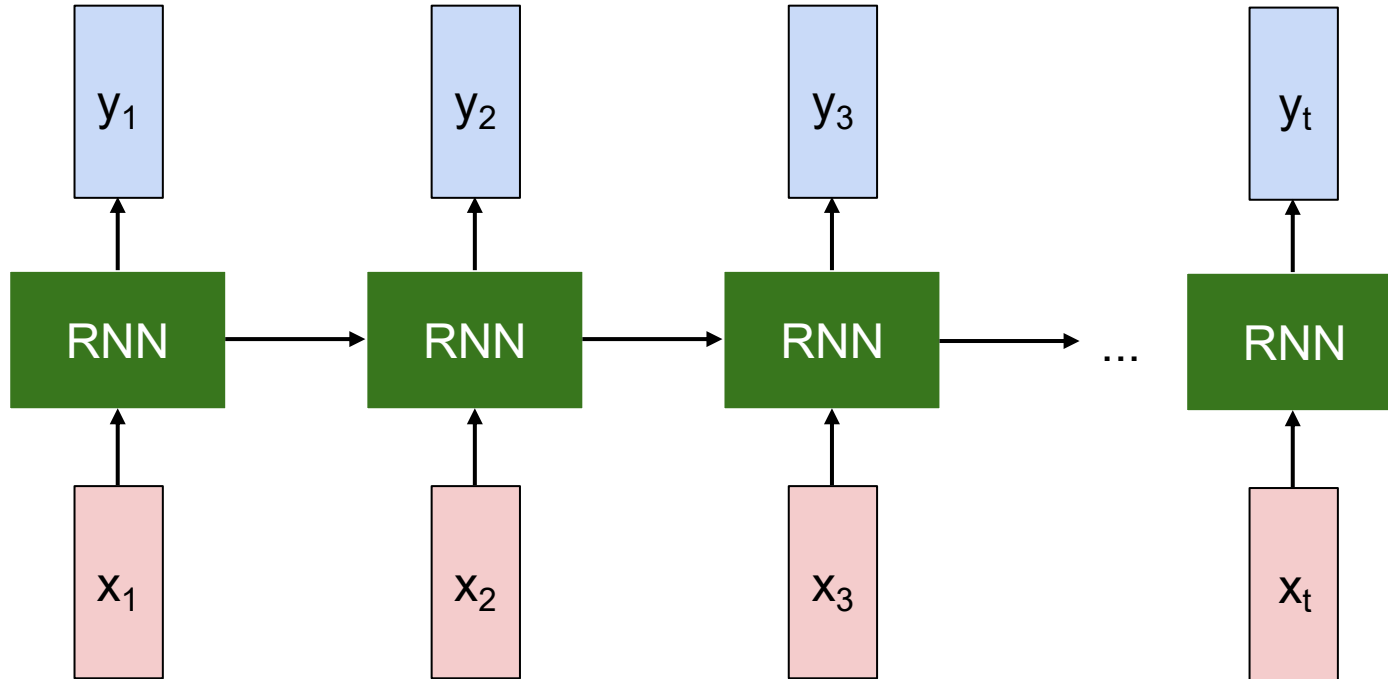 y₁ y₂ y₃ yₜ
RNN RNN RNN ... RNN
x₁ x₂ x₃ xₜ